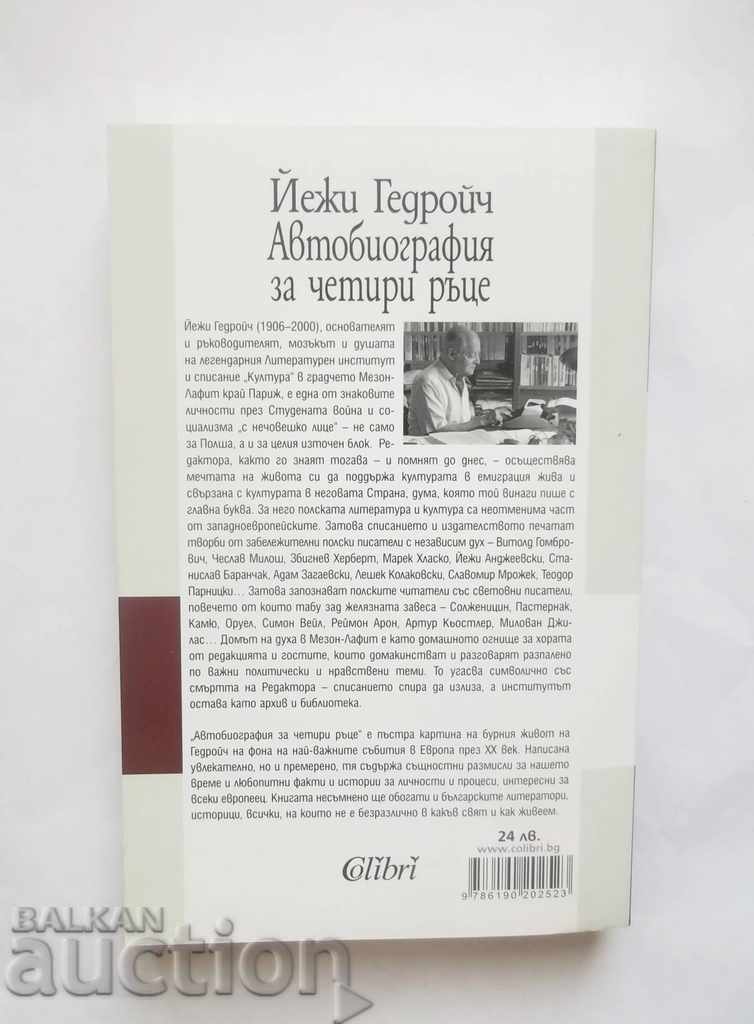 Йежи Гедройч
Автобиография
за четири ръце
Йежи Гедройч (1906–2000), основателят
и ръководителят, мозъкът и душата
на легендарния Литературен институт
и списание „Култура“ в градчето Мезон-
Лафит край Париж, е една от знаковите
личности през Студената война и со-
циализма „с нечовешко лице“ – не само
за Полша, а и за целия източен блок. Ре-
дактора, както го знаят тогава – и помнят до днес, – осъществява
мечтата на живота си да поддържа културата в емиграция жива и
свързана с културата в неговата Страна, дума, която той винаги пише с
главна буква. За него полската литература и култура са неотменима част
от западноевропейските. Затова списанието и издателството печатат
творби от забележителни полски писатели с независим дух – Витолд Гомбро-
вич, Чеслав Милош, Збигнев Херберт, Марек Хласко, Йежи Анджеевски, Ста-
нислав Баранчак, Адам Загаевски, Лешек Колаковски, Славомир Мрожек, Теодор
Парницки... Затова запознават полските читатели със световни писатели,
повечето от които табу зад желязната завеса – Солженицин, Пастернак,
Камю, Оруел, Симон Вейл, Реймон Арон, Артур Кьостлер, Милован Джи-
лас... Домът на духа в Мезон-Лафит е като домашното огнище за хората
от редакцията и гостите, които домакинстват и разговарят разпалено
по важни политически и нравствени теми. То угасва символично със
смъртта на Редактора – списанието спира да излиза, а институтът
остава като архив и библиотека.
„Автобиография за четири ръце“ е пъстра картина на бурния живот на
Гедройч на фона на най-важните събития в Европа през XX век. Написана
увлекателно, но и премерено, тя съдържа същностни размисли за нашето
време и любопитни факти и истории за личности и процеси, интересни за
всеки европеец. Книгата несъмнено ще обогати и българските литератори,
историци, всички, на които не е безразлично в какъв свят и как живеем.
24 лв.
www.colibri.bg
Colibri
9 786190 202523
BALKAN
auction